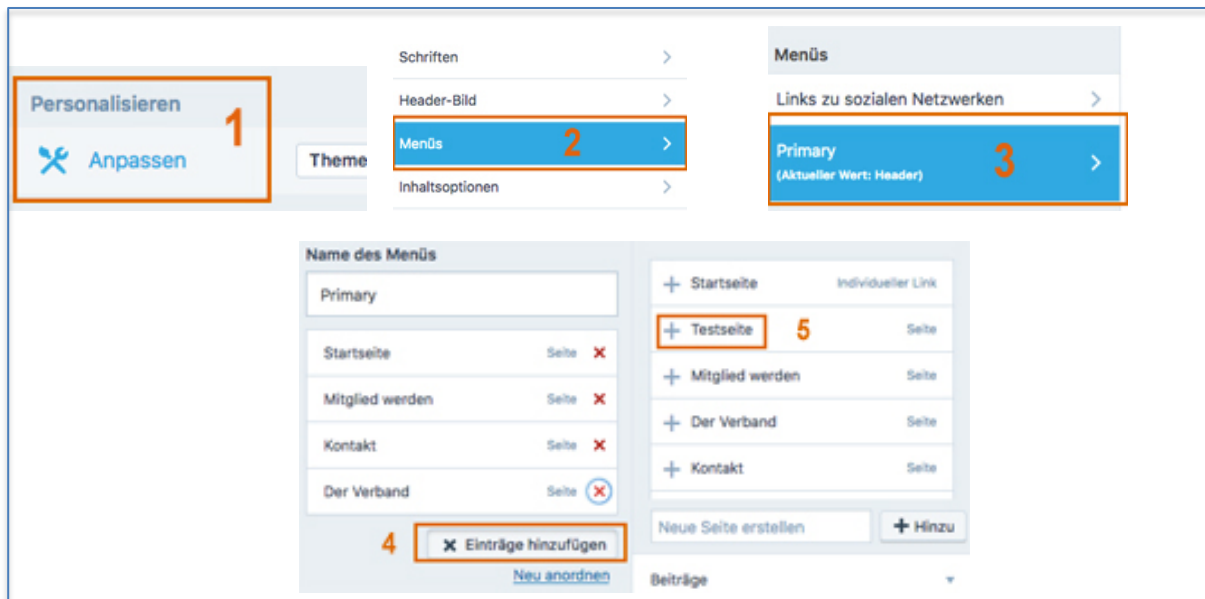 Personalisieren
Anpassen
1
Theme
Schriften
Header-Bild
Menüs
2
Inhaltsoptionen
Menüs
Links zu sozialen Netzwerken
Primary
(Aktueller Wert: Header)
3
Name des Menüs
Primary
Startseite Seite
Mitglied werden Seite
Kontakt Seite
Der Verband Seite
4 Einträge hinzufügen
Neu anordnen
Startseite Individueller Link
Testseite 5 Seite
Mitglied werden Seite
Der Verband Seite
Kontakt Seite
Neue Seite erstellen + Hinzu
Beiträge